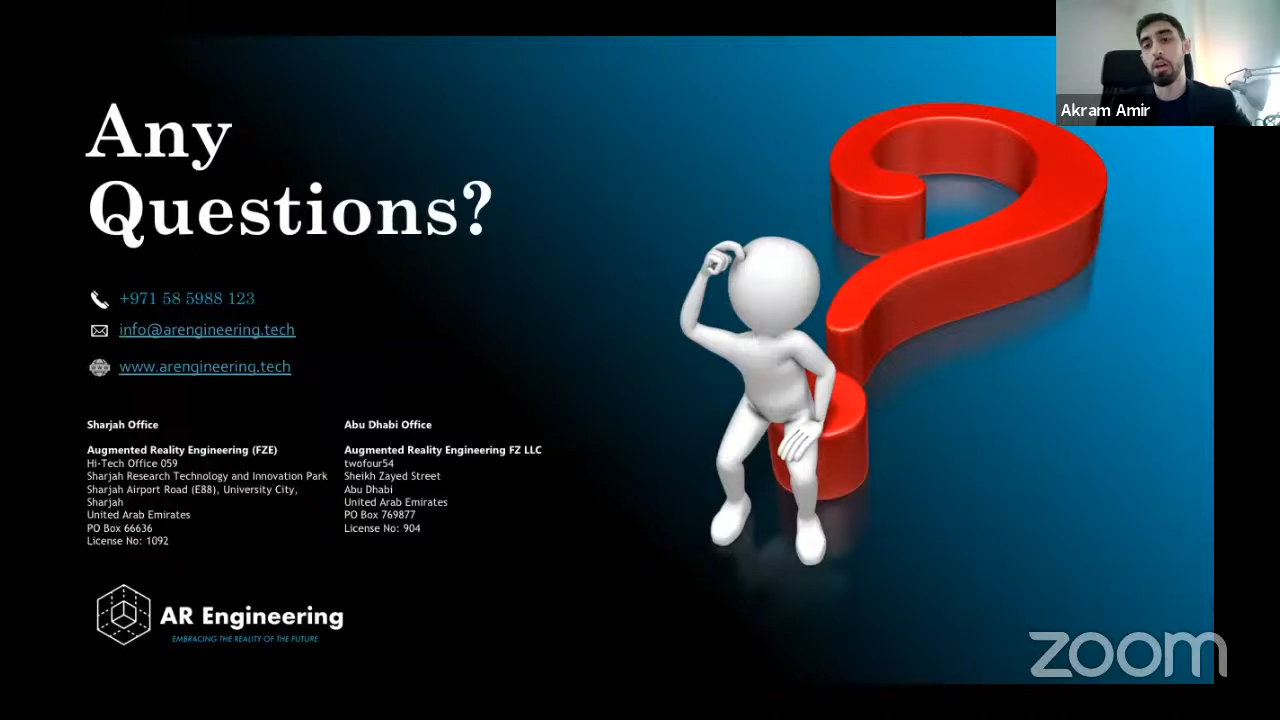 Any
Questions?
+971 58 5988 123
info@arengineering.tech
www.arengineering.tech
Sharjah Office
Augmented Reality Engineering (FZE)
Hi-Tech Office 059
Sharjah Research Technology and Innovation Park
Sharjah Airport Road (E88), University City,
Sharjah
United Arab Emirates
PO Box 66636
License No: 1092
Abu Dhabi Office
Augmented Reality Engineering FZ LLC
twofour54
Sheikh Zayed Street
Abu Dhabi
United Arab Emirates
PO Box 769877
License No: 904
AR Engineering
EMBRACING THE REALITY OF THE FUTURE
Akram Amir
zoom